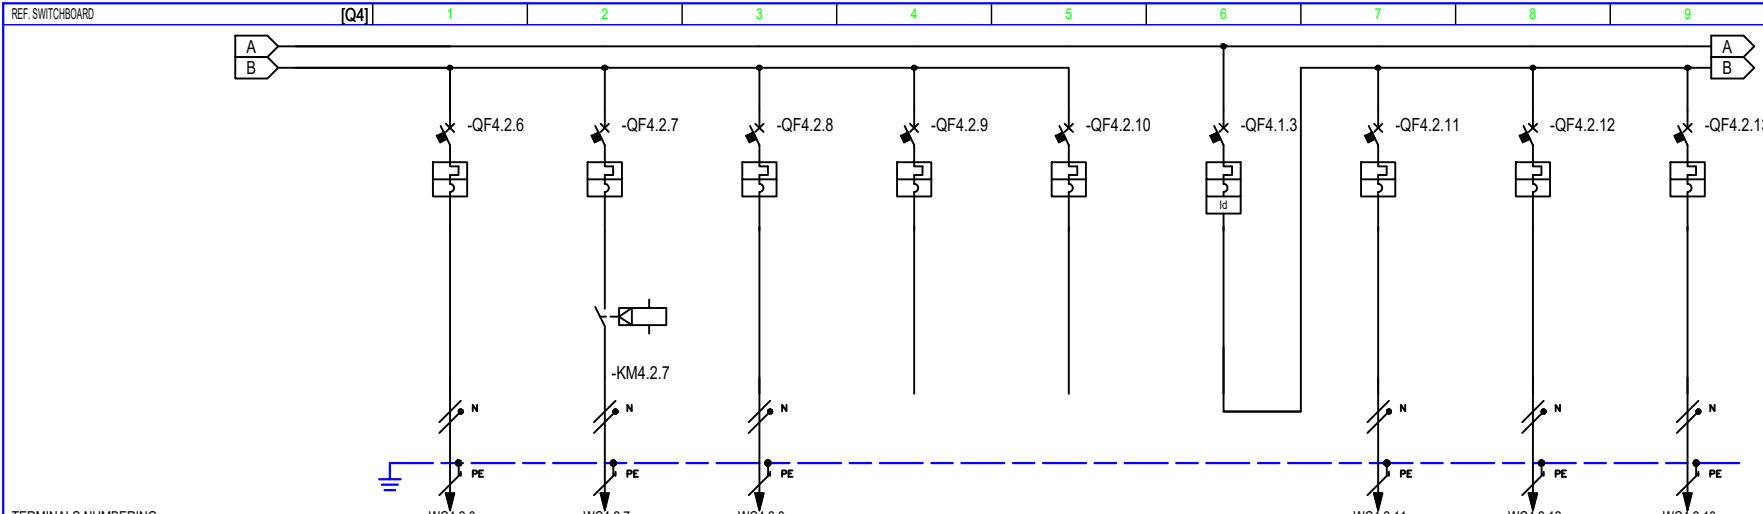 REF. SWITCHBOARD [Q4] 1 2 3 4 5 6 7 8 9
A A
B B
-QF4.2.6 -QF4.2.7 -QF4.2.8 -QF4.2.9 -QF4.2.10 -QF4.1.3 -QF4.2.11 -QF4.2.12
Id
-KM4.2.7
N N N N N N
PE PE PE PE PE PE
TERMINALS NUMBERING